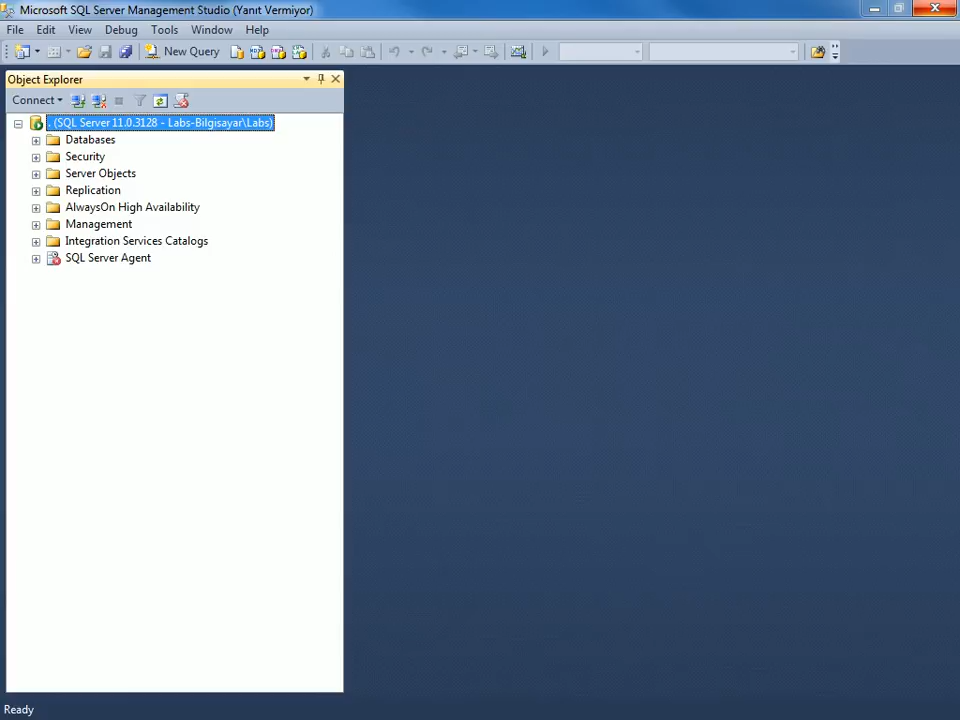 Microsoft SQL Server Management Studio (Yanıt Vermiyor)
File Edit View Debug Tools Window Help
New Query
Object Explorer
Connect
. (SQL Server 11.0.3128 - Labs-Bilgisayar\Labs)
Databases
Security
Server Objects
Replication
AlwaysOn High Availability
Management
Integration Services Catalogs
SQL Server Agent
Ready